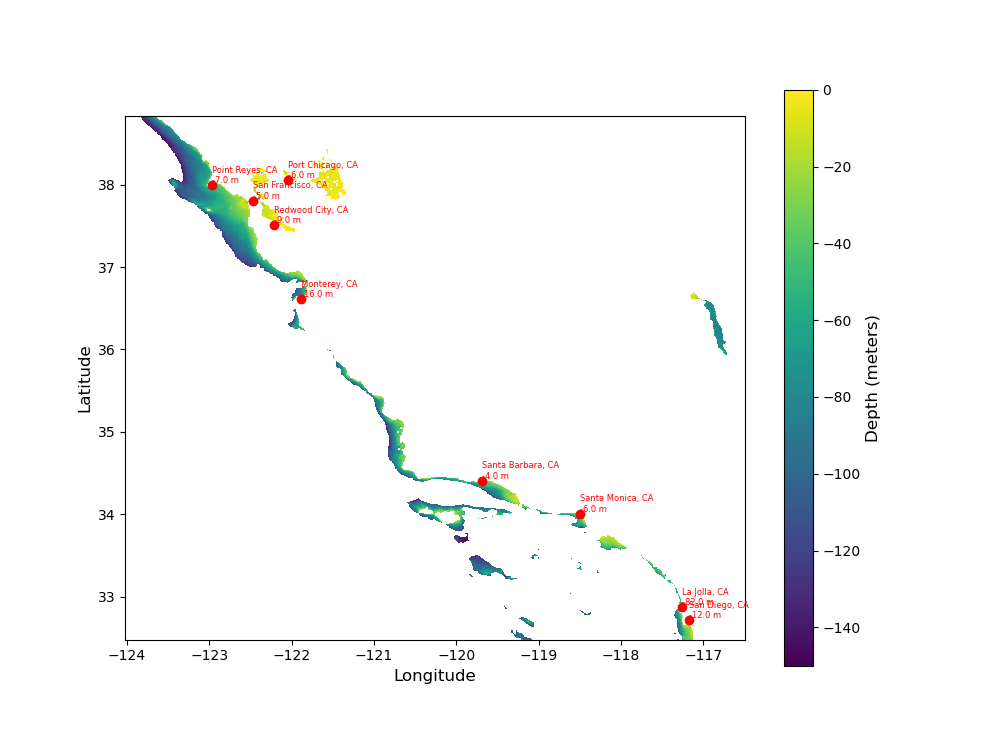 Point Reyes, CA
-7.0 m
Port Chicago, CA
-6.0 m
San Francisco, CA
-5.0 m
Redwood City, CA
-9.0 m
Monterey, CA
-16.0 m
Santa Barbara, CA
-4.0 m
Santa Monica, CA
-6.0 m
La Jolla, CA
San Diego, CA
-12.0 m
38
37
36
35
34
33
Latitude
−124
−123
−122
−121
−120
−119
−118
−117
Longitude
0
−20
−40
−60
−80
−100
−120
−140
Depth (meters)